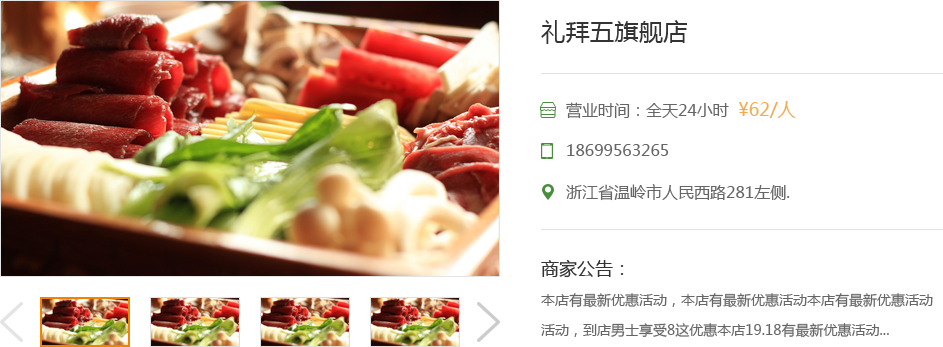 礼拜五旗舰店
营业时间：全天24小时 ¥62/人
18699563265
浙江省温岭市人民西路281左侧.
商家公告：
本店有最新优惠活动，本店有最新优惠活动本店有最新优惠活动
活动，到店男士享受8这优惠本店19.18有最新优惠活动...